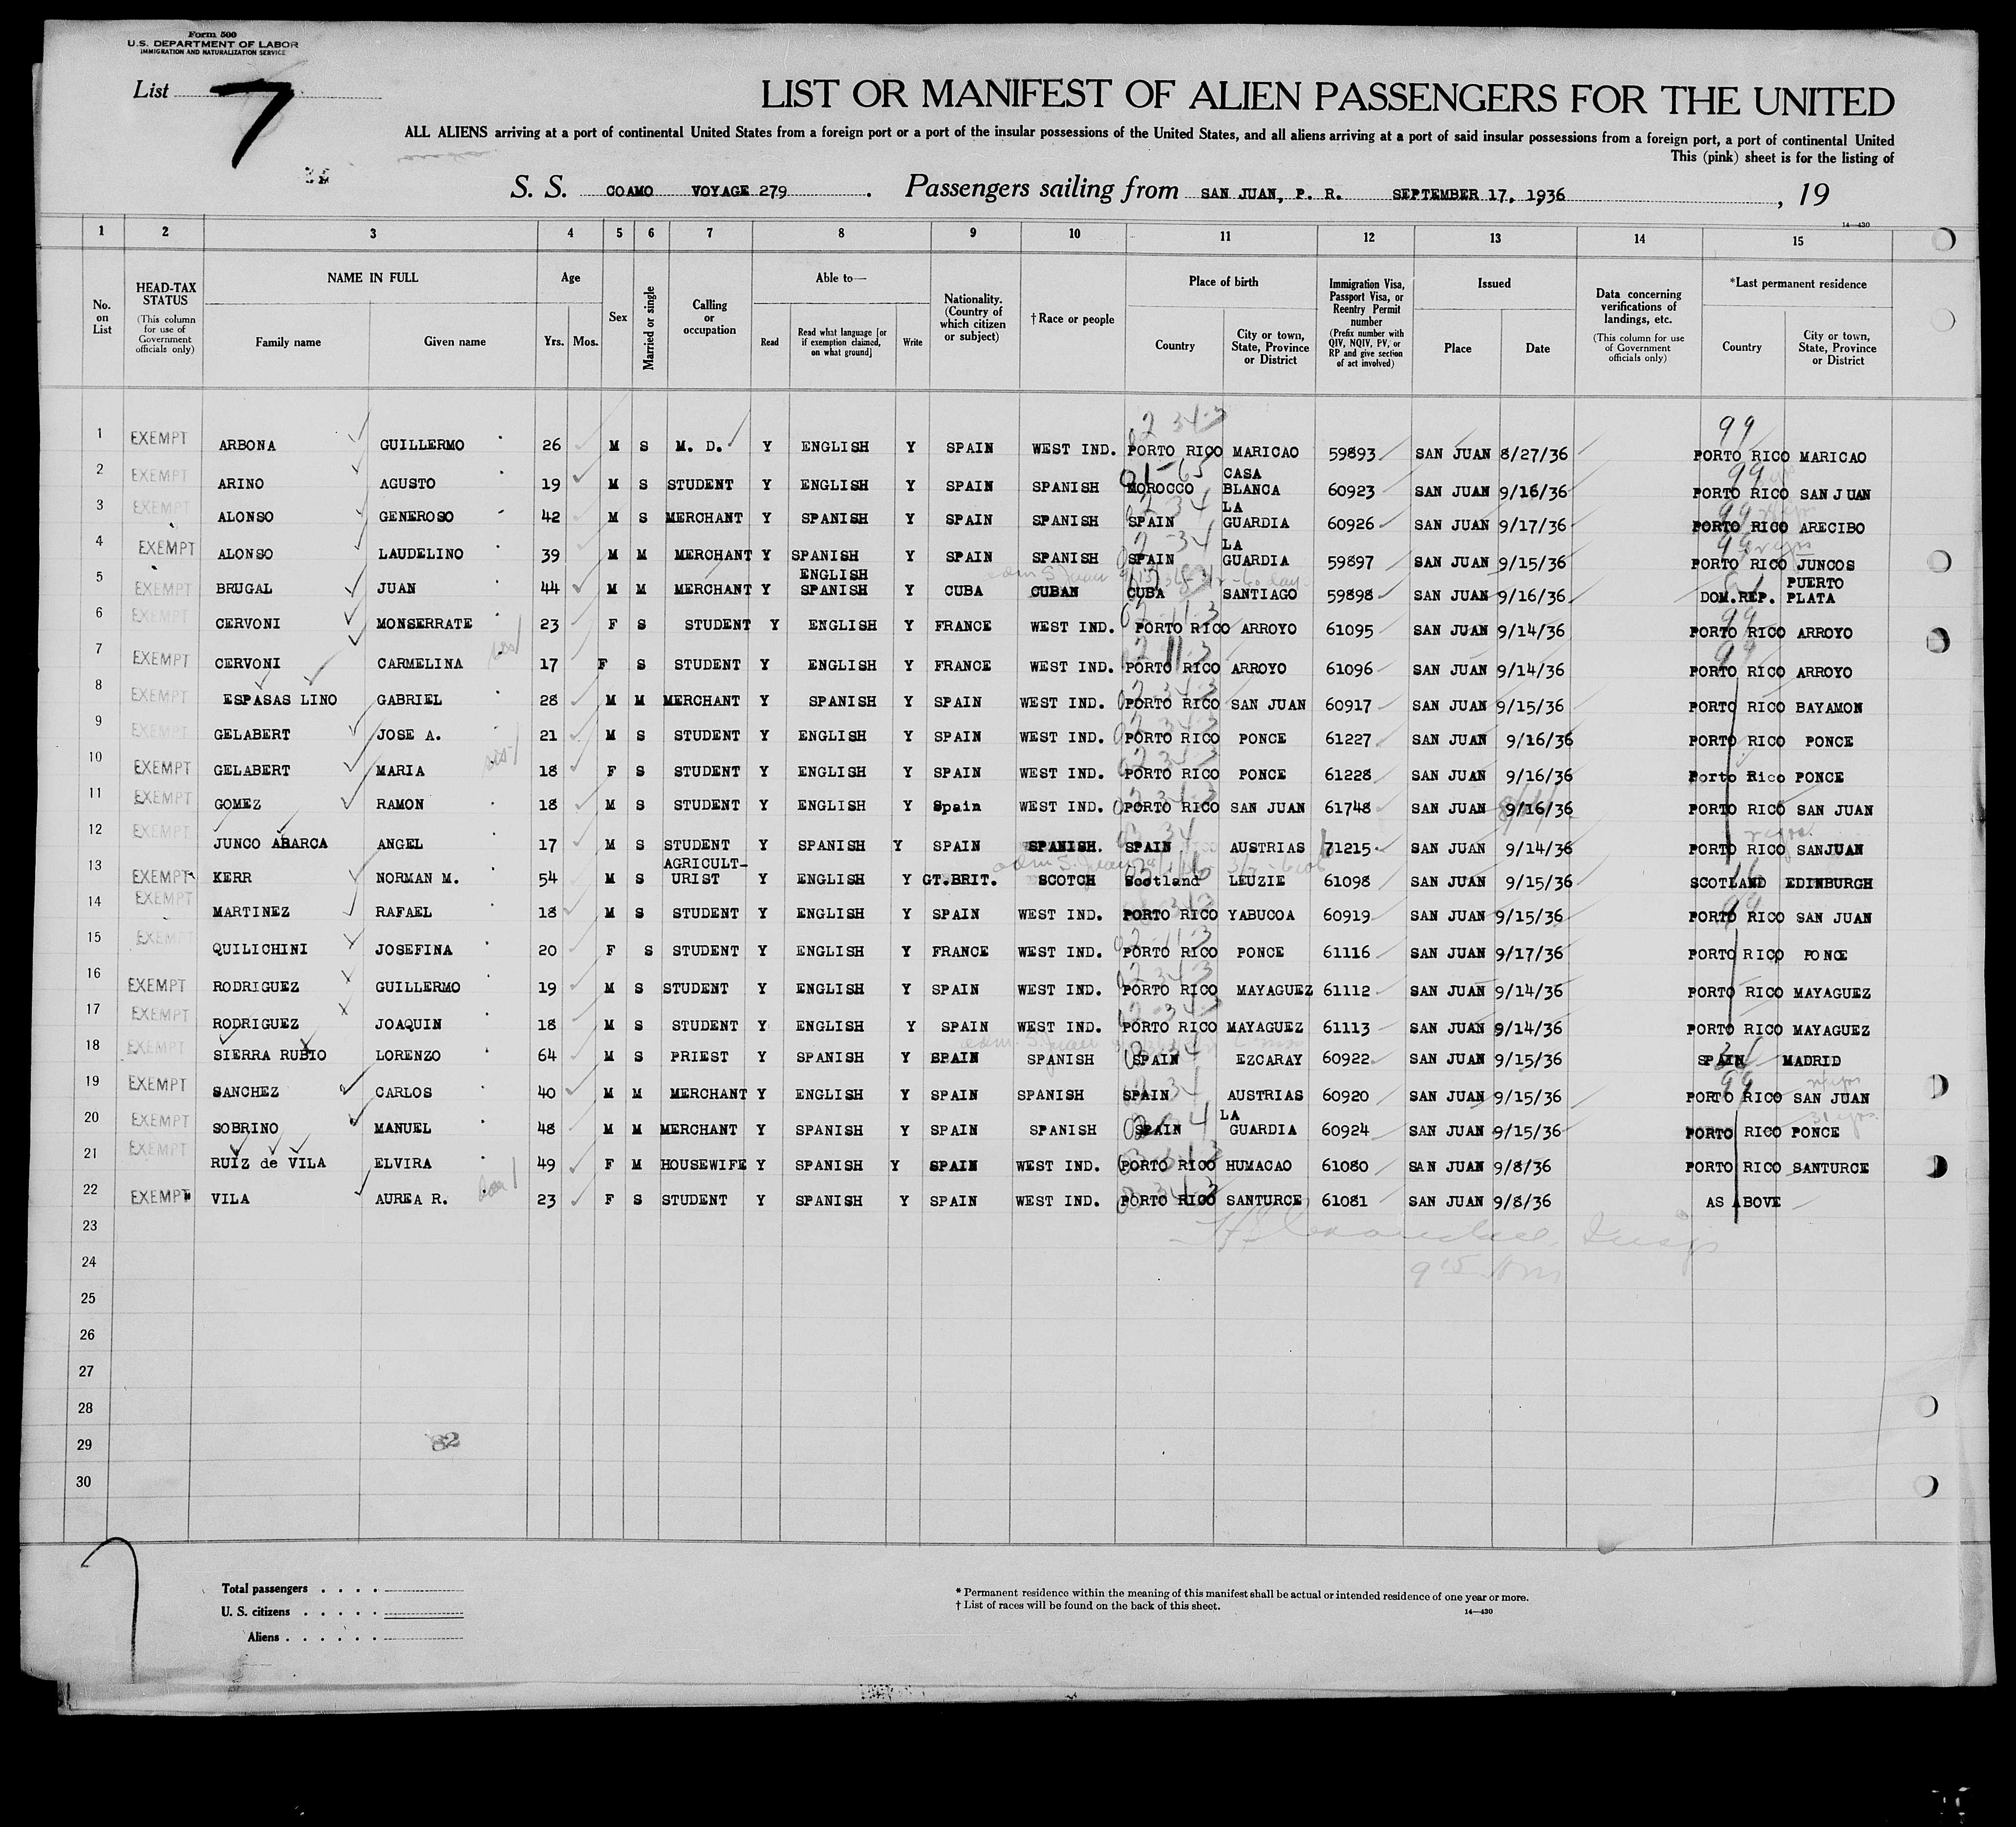 Form 500
U.S. DEPARTMENT OF LABOR
IMMIGRATION AND NATURALIZATION SERVICE
List 7
LIST OR MANIFEST OF ALIEN PASSENGERS FOR THE UNITED
ALL ALIENS arriving at a port of continental United States from a foreign port or a port of the insular possessions of the United States, and all aliens arriving at a port of said insular possessions from a foreign port, a port of continental United
This (pink) sheet is for the listing of
S. S. COAMO VOYAGE 279. Passengers sailing from SAN JUAN, P. R. SEPTEMBER 17, 1936, 19
14—430
1 2 3 4 5 6 7 8 9 10 11 12 13 14 15
No. on List
HEAD-TAX STATUS (This column for use of Government officials only)
NAME IN FULL
Family name Given name
Age
Yrs. Mos.
Sex
Married or single
Calling or occupation
Able to—
Read
Read what language [or if exemption claimed, on what ground]
Write
Nationality. (Country of which citizen or subject)
†Race or people
Place of birth
Country
City or town, State, Province or District
Immigration Visa, Passport Visa, or Reentry Permit number (Prefix number with QIV, NQIV, PV, or RP and give section of act involved)
Issued
Place Date
Data concerning verifications of landings, etc. (This column for use of Government officials only)
*Last permanent residence
Country
City or town, State, Province or District
1 EXEMPT ARBONA GUILLERMO 26 M S M. D. Y ENGLISH Y SPAIN WEST IND. PORTO RICO MARICAO 59893 SAN JUAN 8/27/36 PORTO RICO MARICAO
2 EXEMPT ARINO AGUSTO 19 M S STUDENT Y ENGLISH Y SPAIN SPANISH MOROCCO CASA BLANCA 60923 SAN JUAN 9/16/36 PORTO RICO SAN JUAN
3 EXEMPT ALONSO GENEROSO 42 M S MERCHANT Y SPANISH Y SPAIN SPANISH SPAIN LA GUARDIA 60926 SAN JUAN 9/17/36 PORTO RICO ARECIBO
4 EXEMPT ALONSO LAUDELINO 39 M M MERCHANT Y SPANISH Y SPAIN SPANISH SPAIN LA GUARDIA 59897 SAN JUAN 9/15/36 PORTO RICO JUNCOS
5 EXEMPT BRUGAL JUAN 44 M M MERCHANT Y ENGLISH SPANISH Y CUBA CUBAN CUBA SANTIAGO 59898 SAN JUAN 9/16/36 DOM.REP. PUERTO PLATA
6 EXEMPT CERVONI MONSERRATE 23 F S STUDENT Y ENGLISH Y FRANCE WEST IND. PORTO RICO ARROYO 61095 SAN JUAN 9/14/36 PORTO RICO ARROYO
7 EXEMPT CERVONI CARMELINA 17 F S STUDENT Y ENGLISH Y FRANCE WEST IND. PORTO RICO ARROYO 61096 SAN JUAN 9/14/36 PORTO RICO ARROYO
8 EXEMPT ESPASAS LINO GABRIEL 28 M M MERCHANT Y SPANISH Y SPAIN WEST IND. PORTO RICO SAN JUAN 60917 SAN JUAN 9/15/36 PORTO RICO BAYAMON
9 EXEMPT GELABERT JOSE A. 21 M S STUDENT Y ENGLISH Y SPAIN WEST IND. PORTO RICO PONCE 61227 SAN JUAN 9/16/36 PORTO RICO PONCE
10 EXEMPT GELABERT MARIA 18 F S STUDENT Y ENGLISH Y SPAIN WEST IND. PORTO RICO PONCE 61228 SAN JUAN 9/16/36 Porto Rico PONCE
11 EXEMPT GOMEZ RAMON 18 M S STUDENT Y ENGLISH Y Spain WEST IND. PORTO RICO SAN JUAN 61748 SAN JUAN 9/16/36 PORTO RICO SAN JUAN
12 EXEMPT JUNCO ABARCA ANGEL 17 M S STUDENT Y SPANISH Y SPAIN SPANISH. SPAIN AUSTRIAS 71215 SAN JUAN 9/14/36 PORTO RICO SANJUAN
13 EXEMPT KERR NORMAN M. 54 M S AGRICULT-URIST Y ENGLISH Y GT.BRIT. SCOTCH Scotland LEUZIE 61098 SAN JUAN 9/15/36 SCOTLAND EDINBURGH
14 EXEMPT MARTINEZ RAFAEL 18 M S STUDENT Y ENGLISH Y SPAIN WEST IND. PORTO RICO YABUCOA 60919 SAN JUAN 9/15/36 PORTO RICO SAN JUAN
15 EXEMPT QUILICHINI JOSEFINA 20 F S STUDENT Y ENGLISH Y FRANCE WEST IND. PORTO RICO PONCE 61116 SAN JUAN 9/17/36 PORTO RICO PONCE
16 EXEMPT RODRIGUEZ GUILLERMO 19 M S STUDENT Y ENGLISH Y SPAIN WEST IND. PORTO RICO MAYAGUEZ 61112 SAN JUAN 9/14/36 PORTO RICO MAYAGUEZ
17 EXEMPT RODRIGUEZ JOAQUIN 18 M S STUDENT Y ENGLISH Y SPAIN WEST IND. PORTO RICO MAYAGUEZ 61113 SAN JUAN 9/14/36 PORTO RICO MAYAGUEZ
18 EXEMPT SIERRA RUBIO LORENZO 64 M S PRIEST Y SPANISH Y SPAIN SPANISH SPAIN EZCARAY 60922 SAN JUAN 9/15/36 SPAIN MADRID
19 EXEMPT SANCHEZ CARLOS 40 M M MERCHANT Y ENGLISH Y SPAIN SPANISH SPAIN AUSTRIAS 60920 SAN JUAN 9/15/36 PORTO RICO SAN JUAN
20 EXEMPT SOBRINO MANUEL 48 M M MERCHANT Y SPANISH Y SPAIN SPANISH SPAIN LA GUARDIA 60924 SAN JUAN 9/15/36 PORTO RICO PONCE
21 EXEMPT RUIZ de VILA ELVIRA 49 F M HOUSEWIFE Y SPANISH Y SPAIN WEST IND. PORTO RICO HUMACAO 61080 SAN JUAN 9/8/36 PORTO RICO SANTURCE
22 EXEMPT VILA AUREA R. 23 F S STUDENT Y SPANISH Y SPAIN WEST IND. PORTO RICO SANTURCE 61081 SAN JUAN 9/8/36 AS ABOVE
23
24
25
26
27
28
29
82
30
Total passengers . . . .
U. S. citizens . . . . .
Aliens . . . . . .
* Permanent residence within the meaning of this manifest shall be actual or intended residence of one year or more.
† List of races will be found on the back of this sheet.
14—430